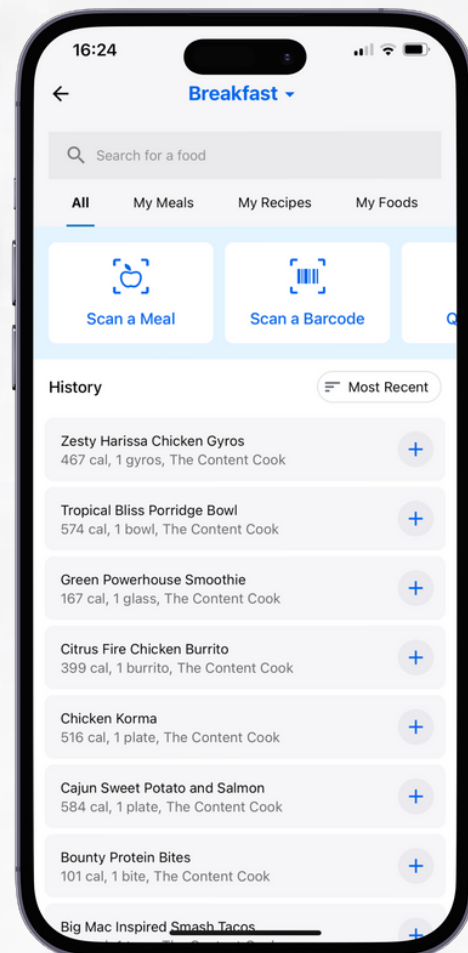 16:24
Breakfast
Search for a food
All My Meals My Recipes My Foods
Scan a Meal Scan a Barcode
History Most Recent
Zesty Harissa Chicken Gyros
467 cal, 1 gyros, The Content Cook
Tropical Bliss Porridge Bowl
574 cal, 1 bowl, The Content Cook
Green Powerhouse Smoothie
167 cal, 1 glass, The Content Cook
Citrus Fire Chicken Burrito
399 cal, 1 burrito, The Content Cook
Chicken Korma
516 cal, 1 plate, The Content Cook
Cajun Sweet Potato and Salmon
584 cal, 1 plate, The Content Cook
Bounty Protein Bites
101 cal, 1 bite, The Content Cook
Big Mac Inspired Smash Tacos